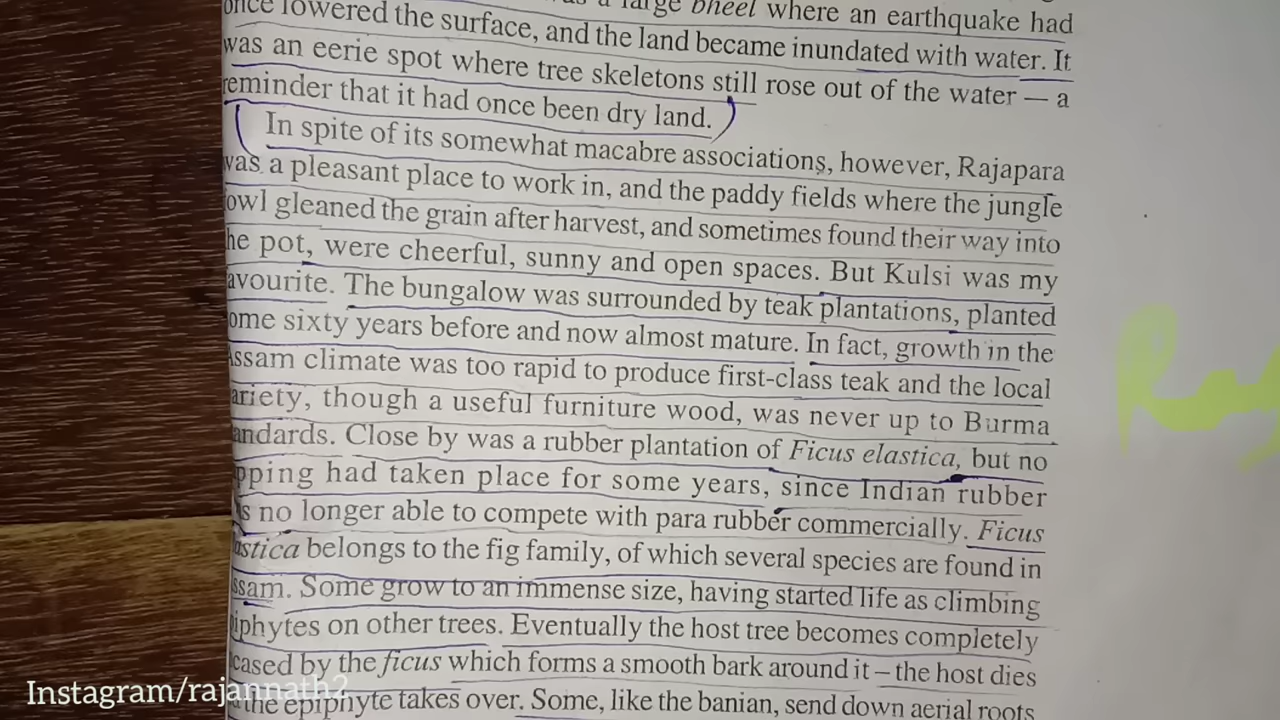 once lowered the surface, and the land became inundated with water. It
large bheel where an earthquake had
was an eerie spot where tree skeletons still rose out of the water — a
reminder that it had once been dry land.
In spite of its somewhat macabre associations, however, Rajapara
was a pleasant place to work in, and the paddy fields where the jungle
owl gleaned the grain after harvest, and sometimes found their way into
he pot, were cheerful, sunny and open spaces. But Kulsi was my
avourite. The bungalow was surrounded by teak plantations, planted
ome sixty years before and now almost mature. In fact, growth in the
Assam climate was too rapid to produce first-class teak and the local
ariety, though a useful furniture wood, was never up to Burma
andards. Close by was a rubber plantation of Ficus elastica, but no
pping had taken place for some years, since Indian rubber
s no longer able to compete with para rubber commercially. Ficus
astica belongs to the fig family, of which several species are found in
ssam. Some grow to an immense size, having started life as climbing
iphytes on other trees. Eventually the host tree becomes completely
cased by the ficus which forms a smooth bark around it – the host dies
the epiphyte takes over. Some, like the banian, send down aerial roots
Instagram/rajannath2